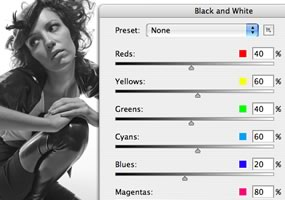 Black and White
Preset: None
Reds: 40 %
Yellows: 60 %
Greens: 40 %
Cyans: 60 %
Blues: 20 %
Magentas: 80 %